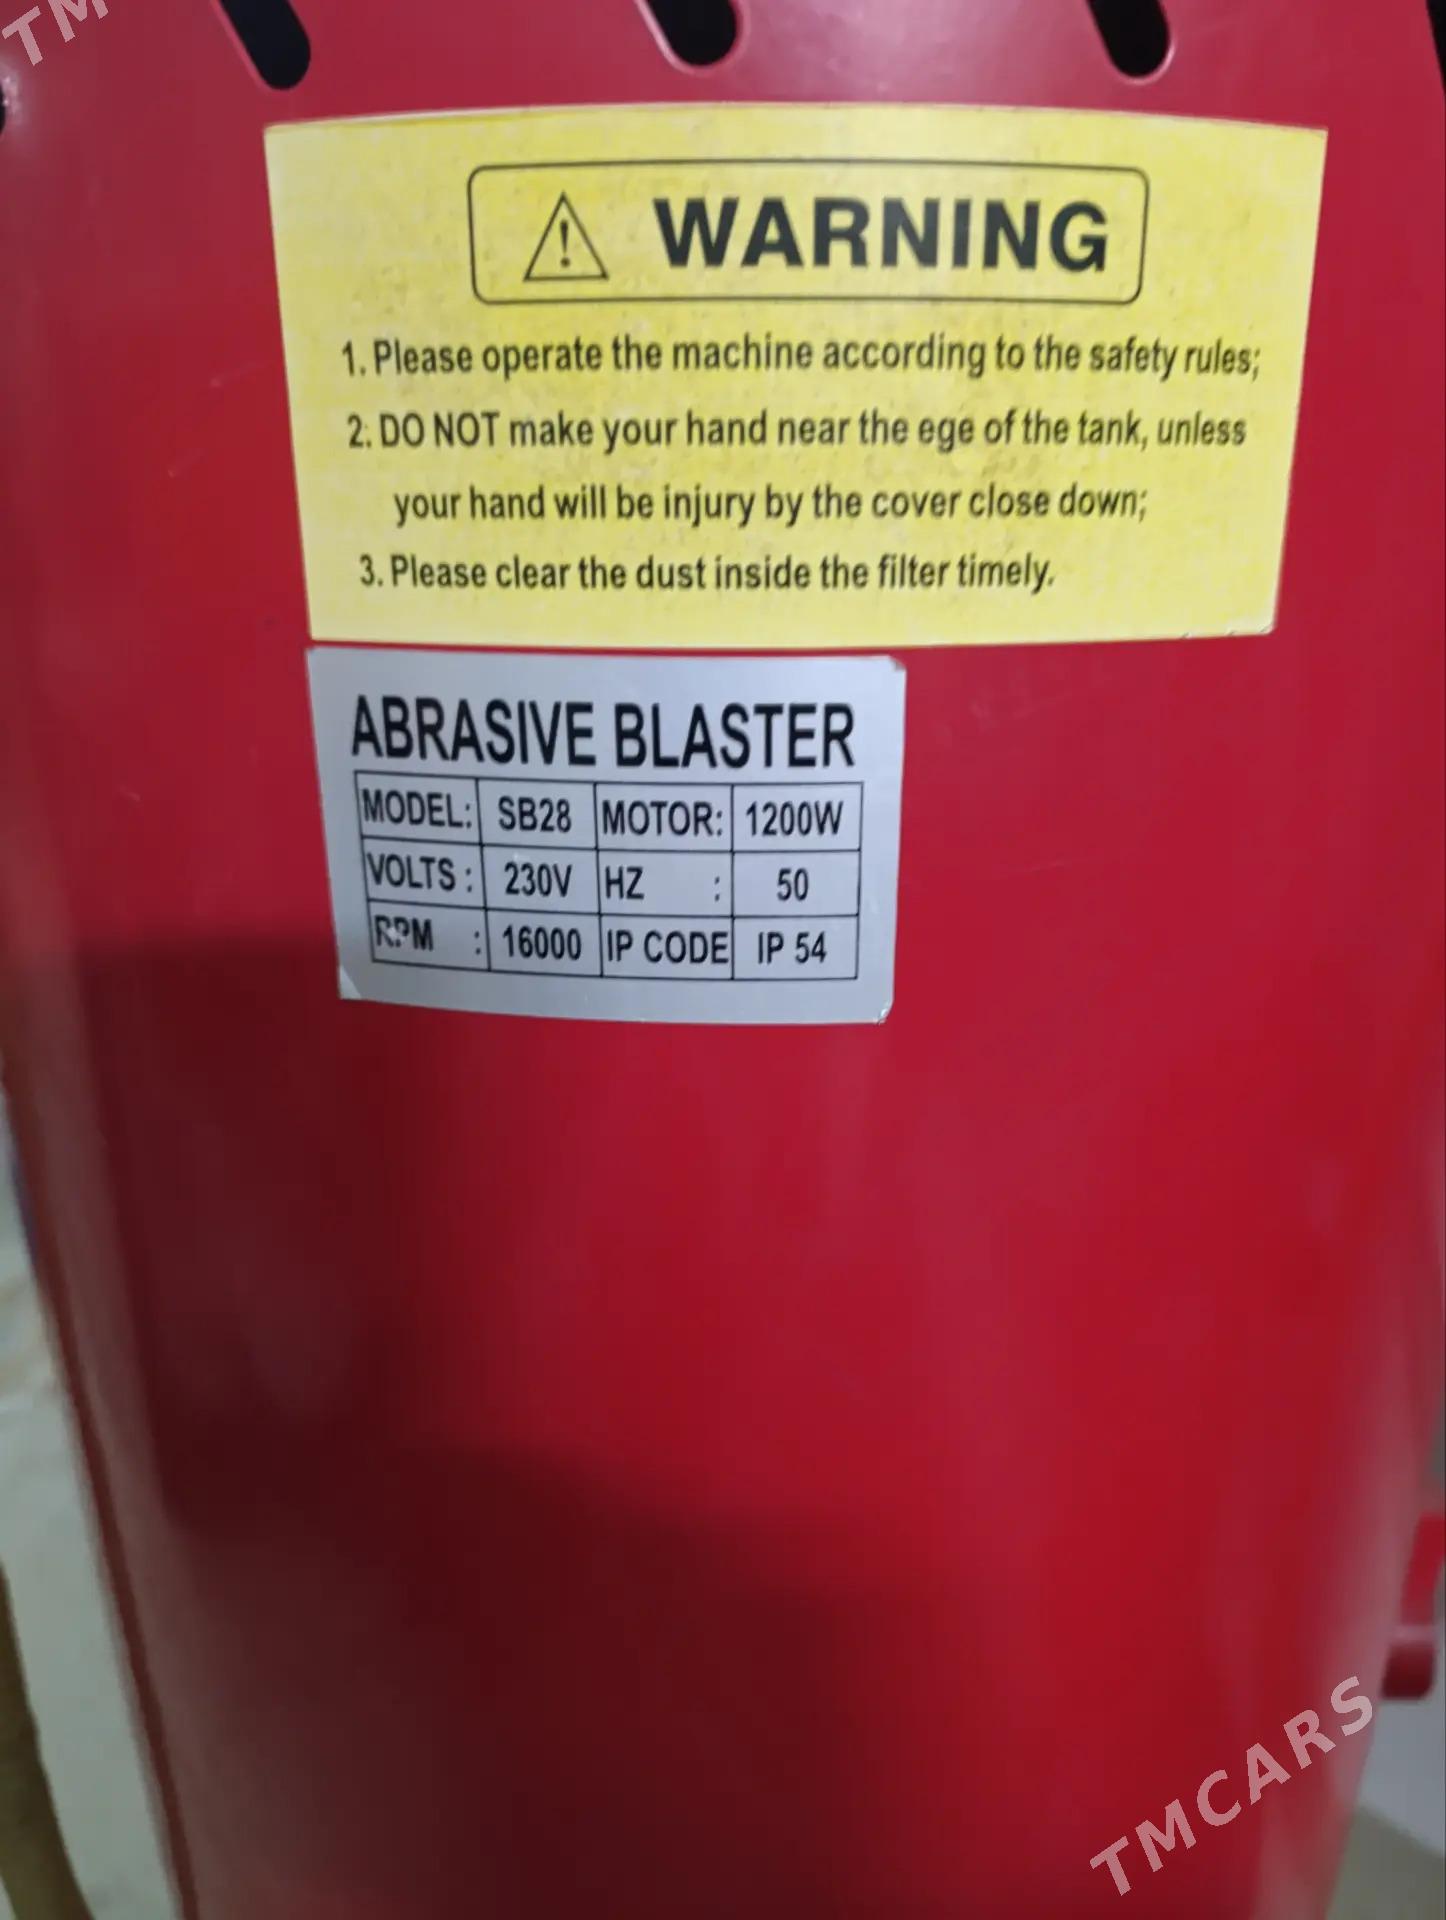 TM
WARNING
1. Please operate the machine according to the safety rules;
2. DO NOT make your hand near the ege of the tank, unless
your hand will be injury by the cover close down;
3. Please clear the dust inside the filter timely.
ABRASIVE BLASTER
MODEL: SB28 MOTOR: 1200W
VOLTS : 230V HZ : 50
RPM : 16000 IP CODE IP 54
TMCARS